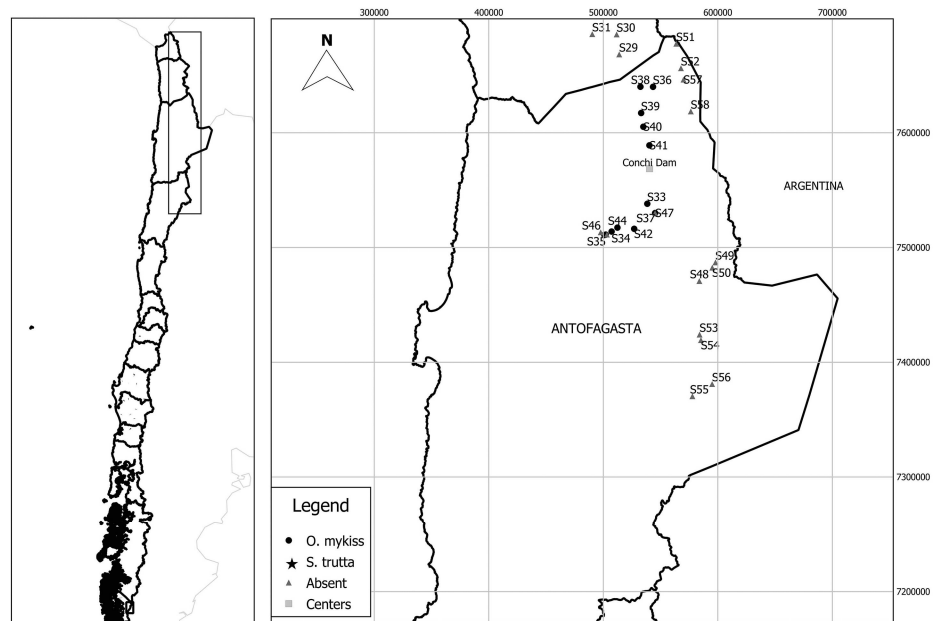 300000 400000 500000 600000 700000
N
S31 S30
S51
S29
S52
S38 S36 S57
S39 S58
S40
7600000
S41
Conchi Dam
ARGENTINA
S33
S37 S47
S46 S44
S35 S34 S42
7500000
S49
S48 S50
ANTOFAGASTA
S53
S54
7400000
S56
S55
7300000
Legend
O. mykiss
S. trutta
Absent
Centers
7200000